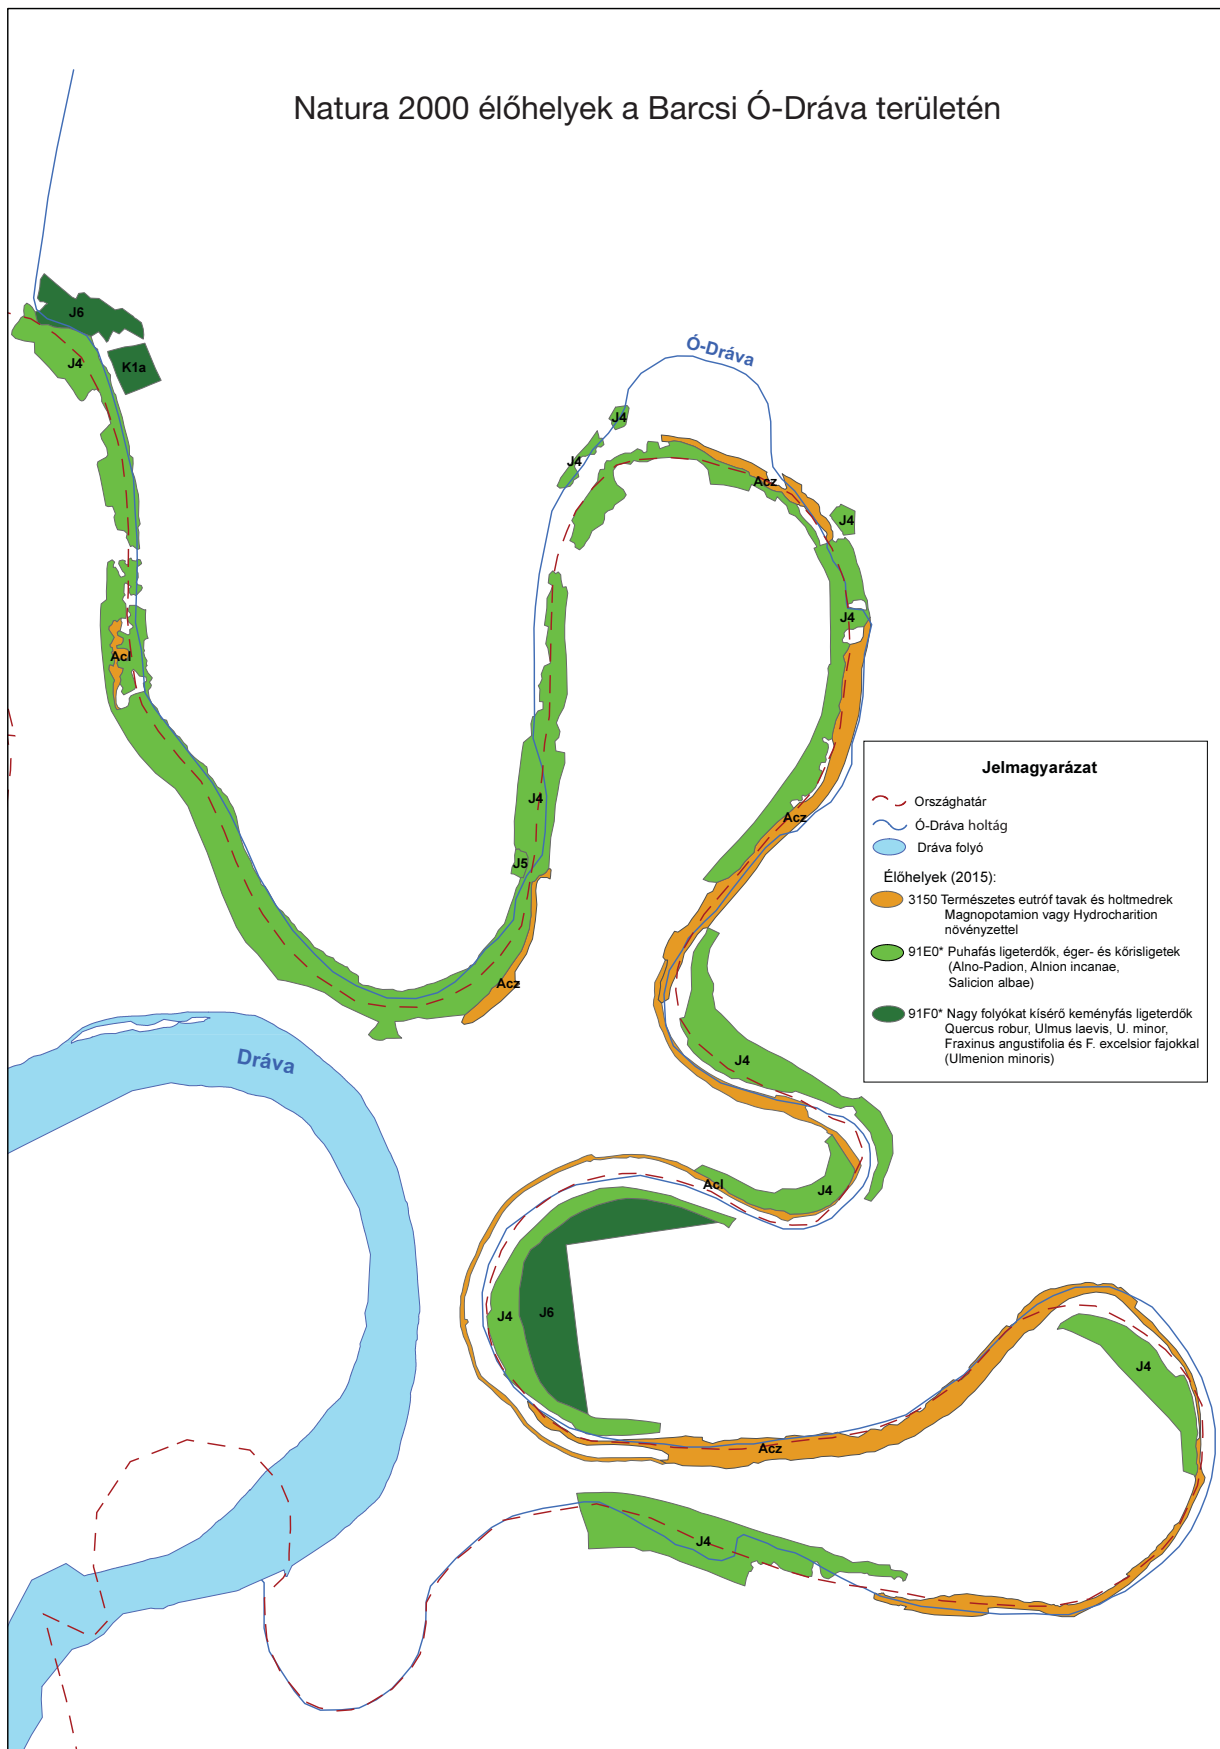 Natura 2000 élőhelyek a Barcsi Ó-Dráva területén
J6
J4
K1a
Ó-Dráva
J4
J4
Acz
J4
J4
Acl
J4
Acz
J5
Acz
Jelmagyarázat
Országhatár
Ó-Dráva holtág
Dráva folyó
Élőhelyek (2015):
3150 Természetes eutróf tavak és holtmedrek
Magnopotamion vagy Hydrocharition
növényzettel
91E0* Puhafás ligeterdők, éger- és kőrisligetek
(Alno-Padion, Alnion incanae,
Salicion albae)
91F0* Nagy folyókat kísérő keményfás ligeterdők
Quercus robur, Ulmus laevis, U. minor,
Fraxinus angustifolia és F. excelsior fajokkal
(Ulmenion minoris)
Dráva
J4
Acl
J4
J4
J6
J4
Acz
J4